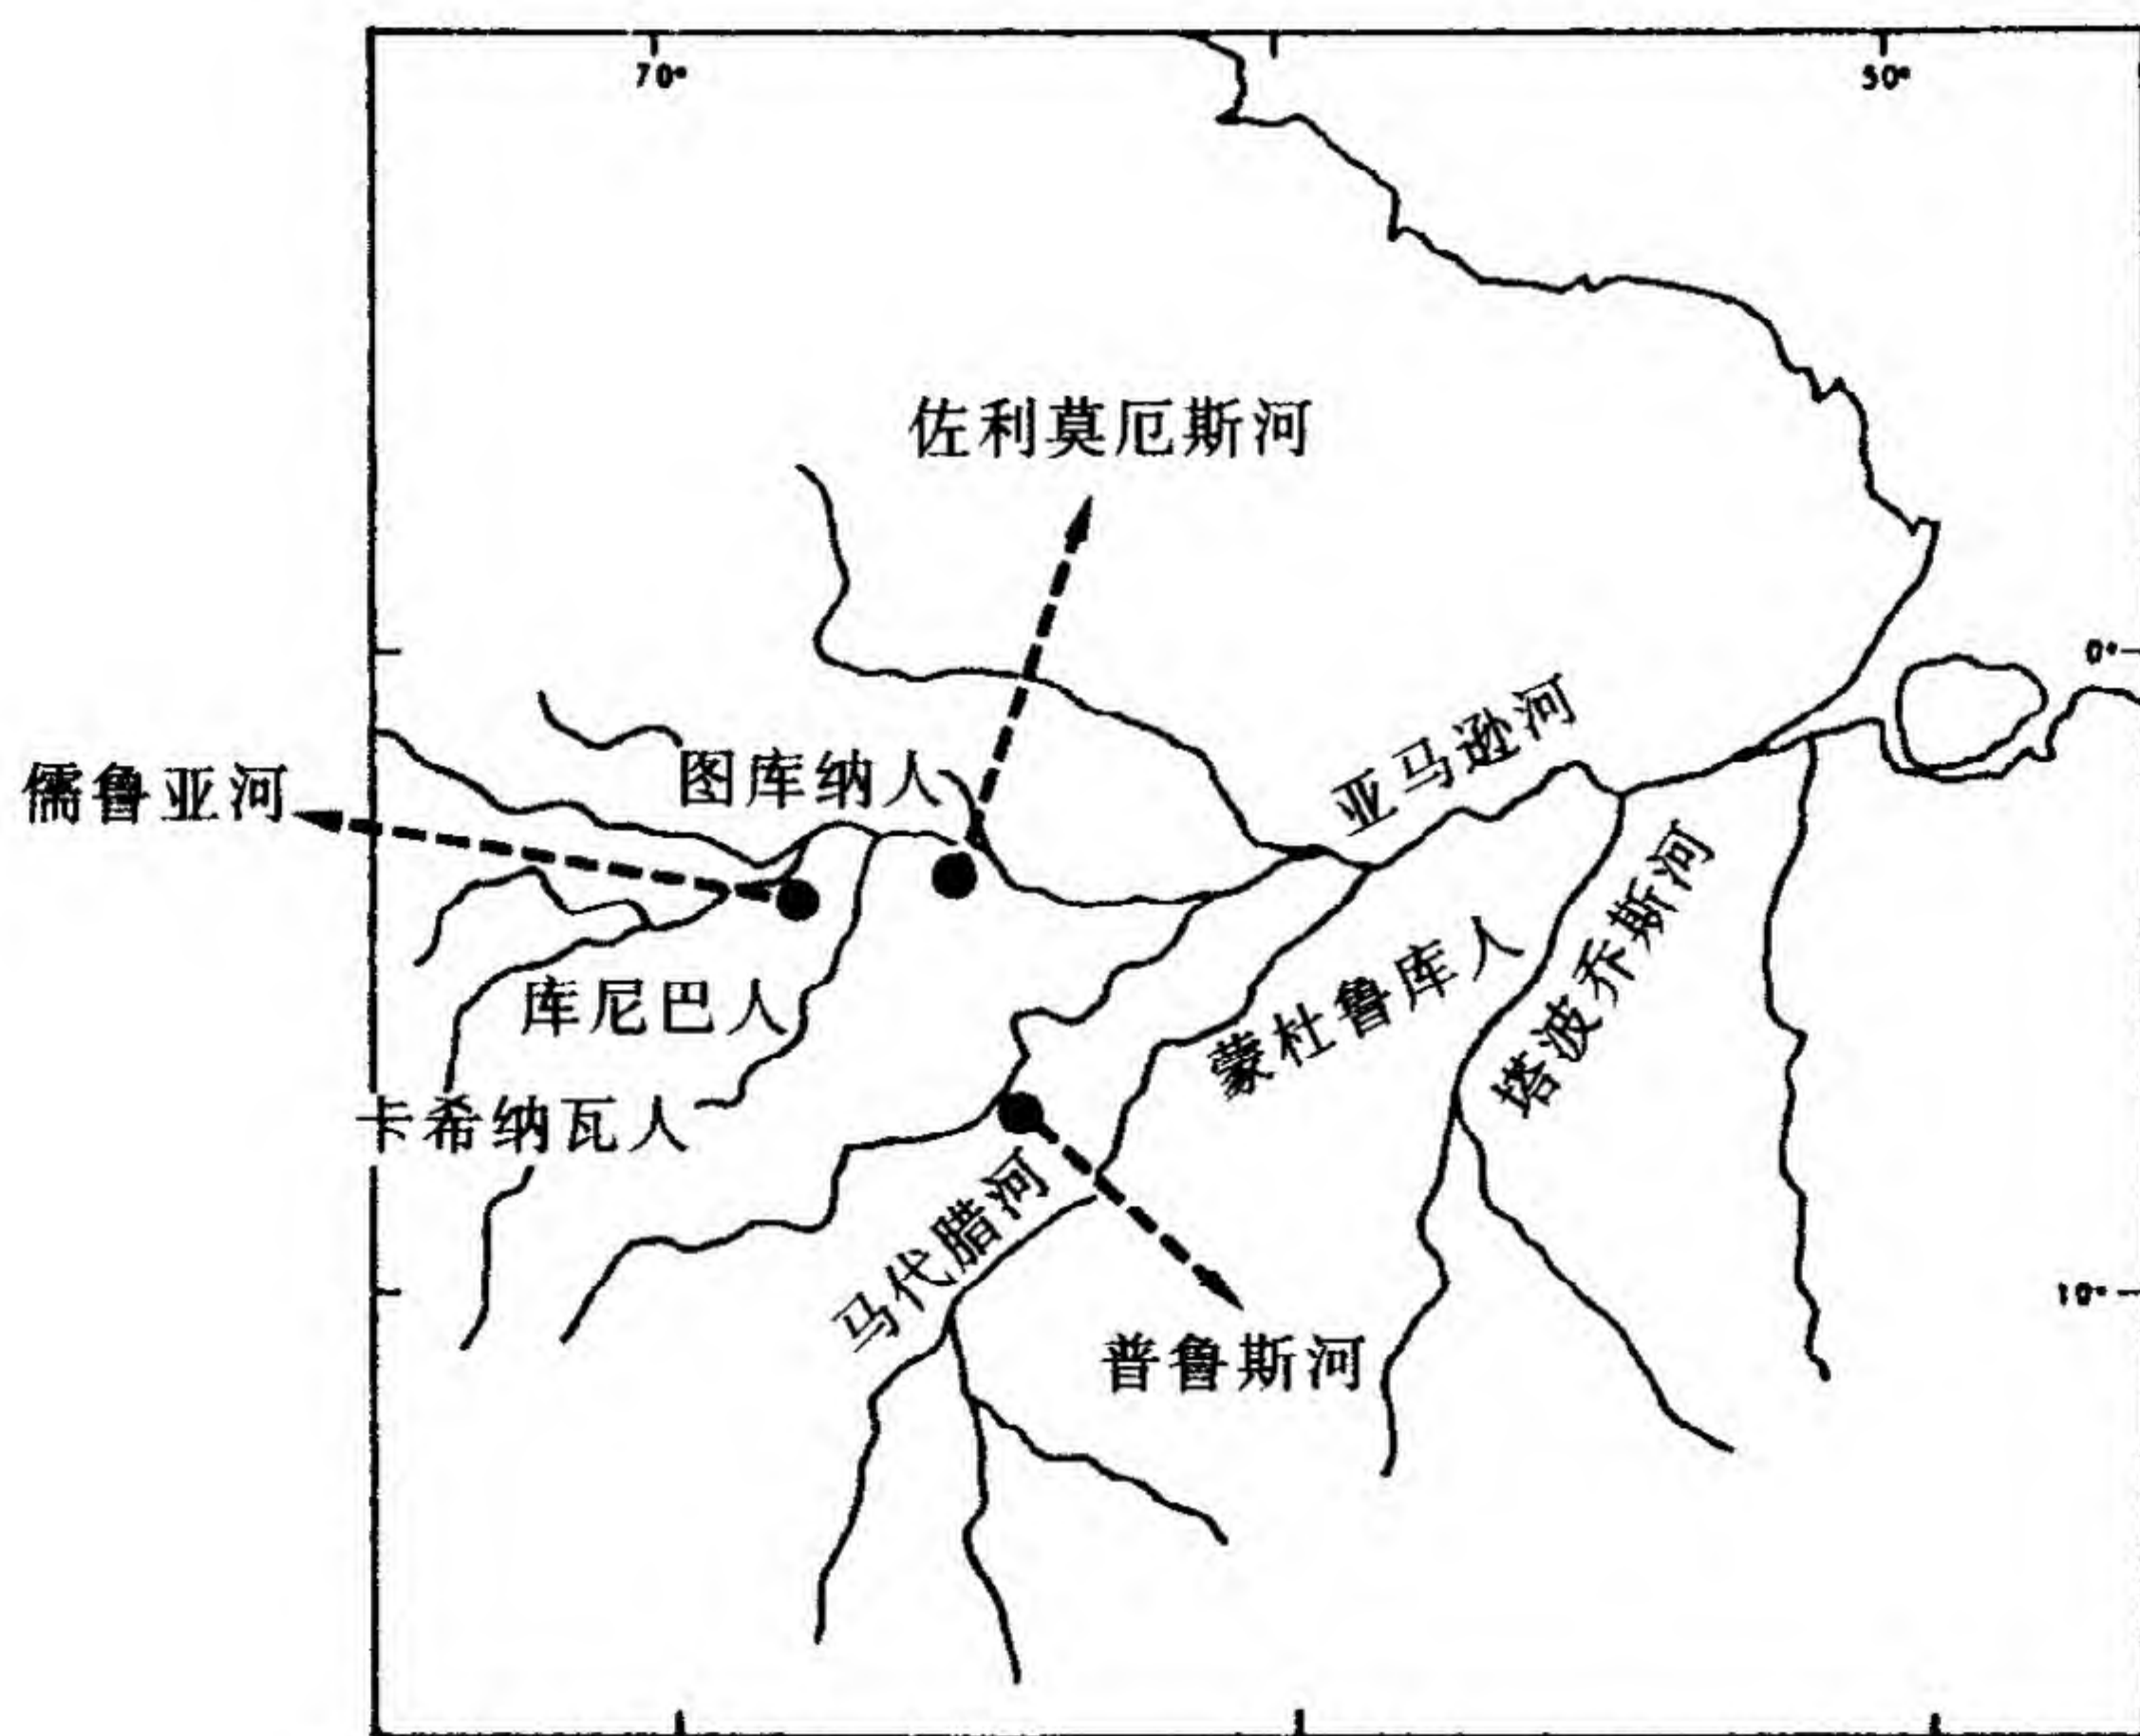 70°
50°
佐利莫厄斯河
0°
亚马逊河
图库纳人
儒鲁亚河
塔波乔斯河
蒙杜鲁库人
库尼巴人
卡希纳瓦人
马代腊河
10°
普鲁斯河